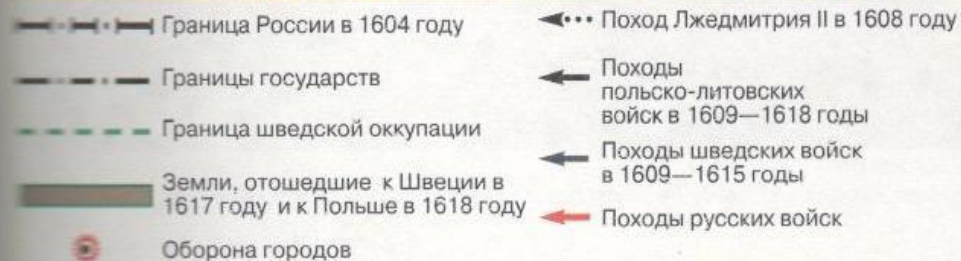 Граница России в 1604 году
Границы государств
Граница шведской оккупации
Земли, отошедшие к Швеции в
1617 году и к Польше в 1618 году
Оборона городов
Поход Лжедмитрия II в 1608 году
Походы
польско-литовских
войск в 1609—1618 годы
Походы шведских войск
в 1609—1615 годы
Походы русских войск